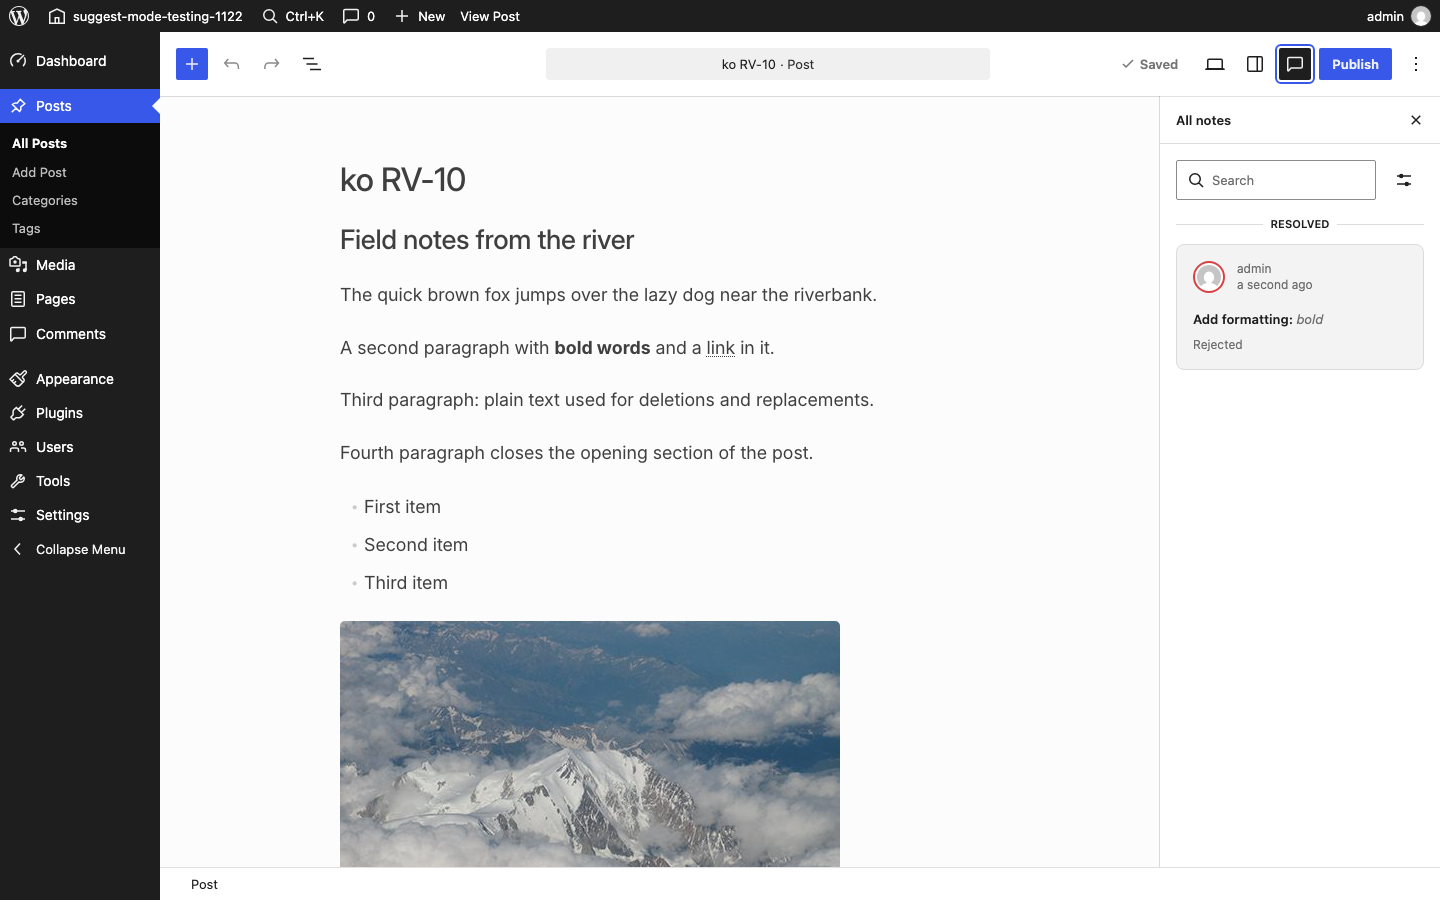 suggest-mode-testing-1122
Ctrl+K
0
New
View Post
admin
Dashboard
Posts
All Posts
Add Post
Categories
Tags
Media
Pages
Comments
Appearance
Plugins
Users
Tools
Settings
Collapse Menu
ko RV-10 · Post
Saved
Publish
ko RV-10
Field notes from the river
The quick brown fox jumps over the lazy dog near the riverbank.
A second paragraph with bold words and a link in it.
Third paragraph: plain text used for deletions and replacements.
Fourth paragraph closes the opening section of the post.
First item
Second item
Third item
All notes
Search
RESOLVED
admin
a second ago
Add formatting: bold
Rejected
Post